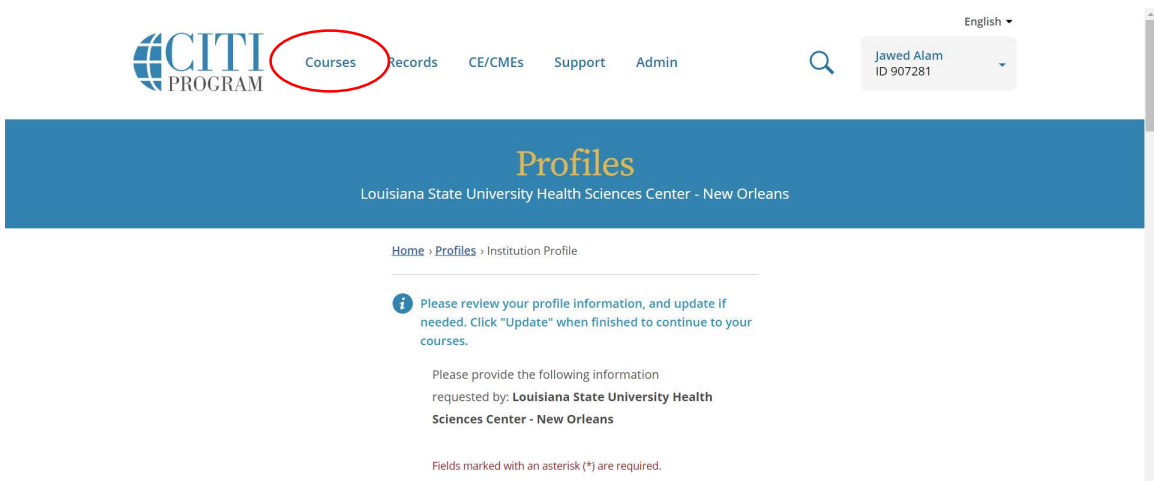 English
CITI
PROGRAM
Courses Records CE/CMEs Support Admin
Jawed Alam
ID 907281
Profiles
Louisiana State University Health Sciences Center - New Orleans
Home › Profiles › Institution Profile
Please review your profile information, and update if
needed. Click "Update" when finished to continue to your
courses.
Please provide the following information
requested by: Louisiana State University Health
Sciences Center - New Orleans
Fields marked with an asterisk (*) are required.